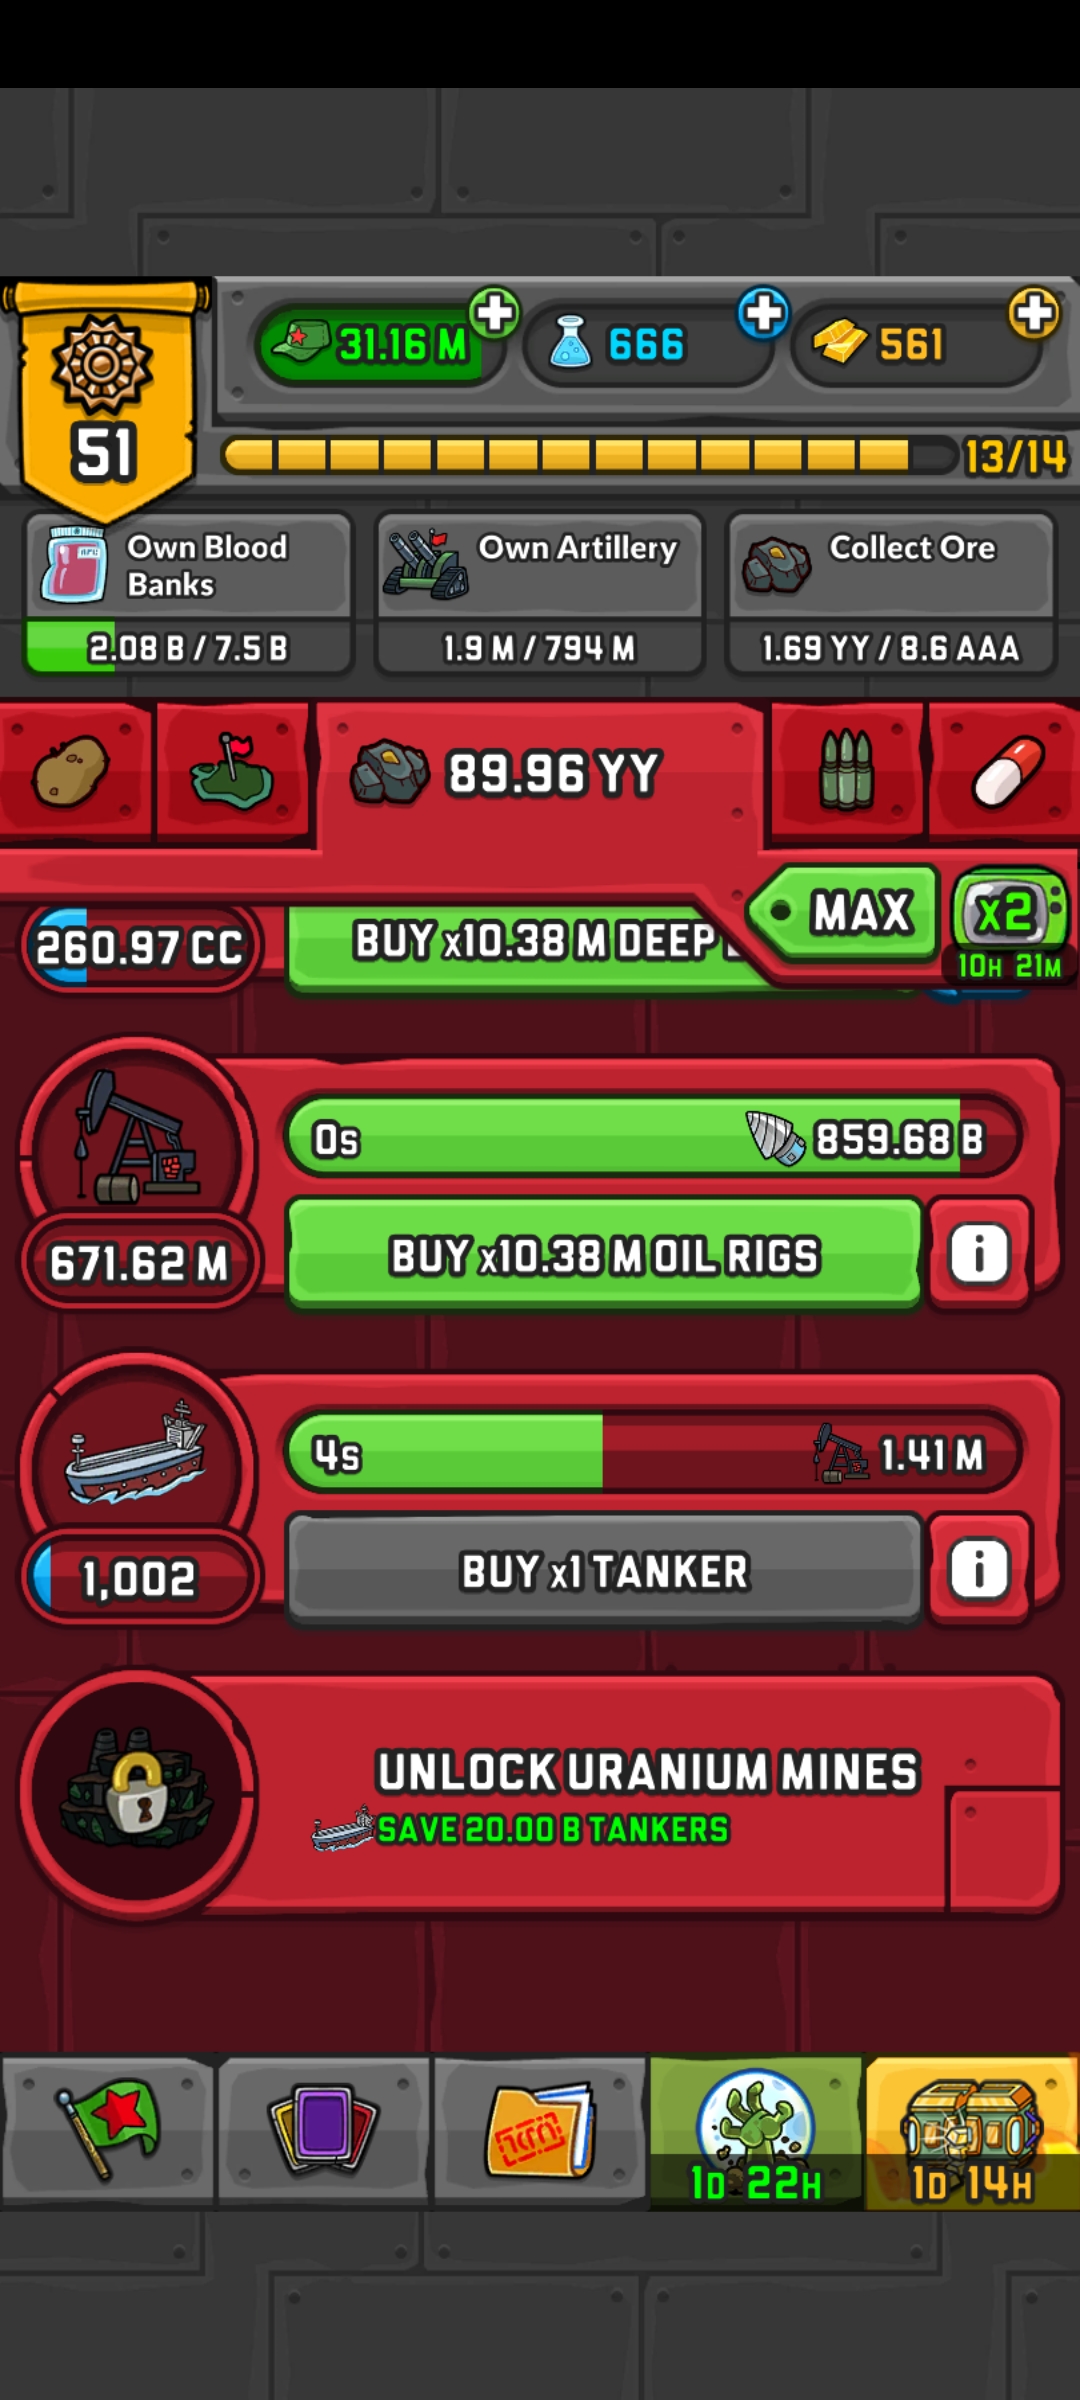 31.16 M
666
561
51
13/14
Own Blood
Banks
2.08 B / 7.5 B
Own Artillery
1.9 M / 794 M
Collect Ore
1.69 YY / 8.6 AAA
89.96 YY
MAX
x2
10H 21M
260.97 CC
BUY x10.38 M DEEP
0s
859.68 B
671.62 M
BUY x10.38 M OIL RIGS
i
4s
1.41 M
1,002
BUY x1 TANKER
i
UNLOCK URANIUM MINES
SAVE 20.00 B TANKERS
1D 22H
1D 14H